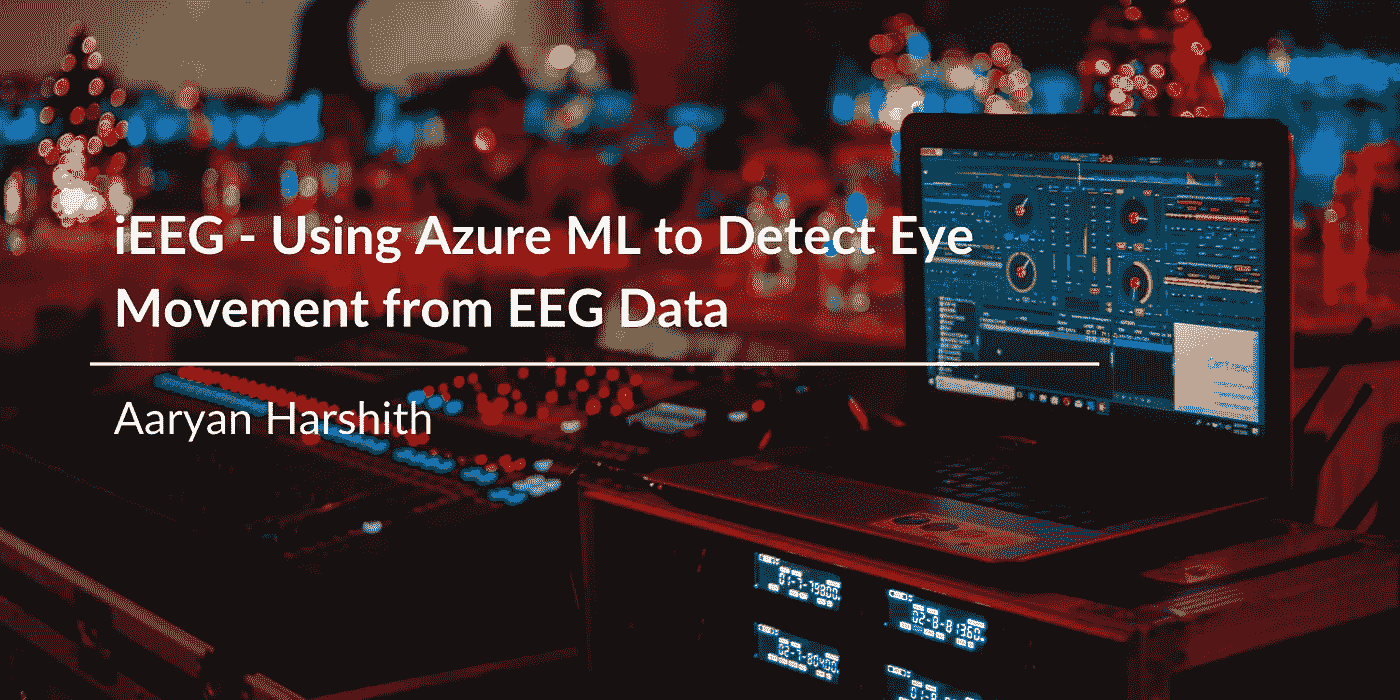 iEEG - Using Azure ML to Detect Eye
Movement from EEG Data
Aaryan Harshith